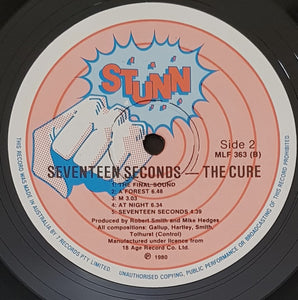 STUNN
Side 2
MLF 363 (B)
SEVENTEEN SECONDS — THE CURE
1: THE FINAL SOUND
2: A FOREST 6.48
3: M 3.03
4: AT NIGHT 6.34
5: SEVENTEEN SECONDS 4.39
Produced by Robert Smith and Mike Hedges
All compositions: Gallup, Hartley, Smith,
Tolhurst (Control)
Manufactured under licence from
18 Age Record Co. Ltd.
℗ 1980
THIS RECORD WAS MADE IN AUSTRALIA BY 7 RECORDS PTY LIMITED
UNAUTHORISED COPYING, PUBLIC PERFORMANCE, OR BROADCASTING OF THIS RECORD PROHIBITED